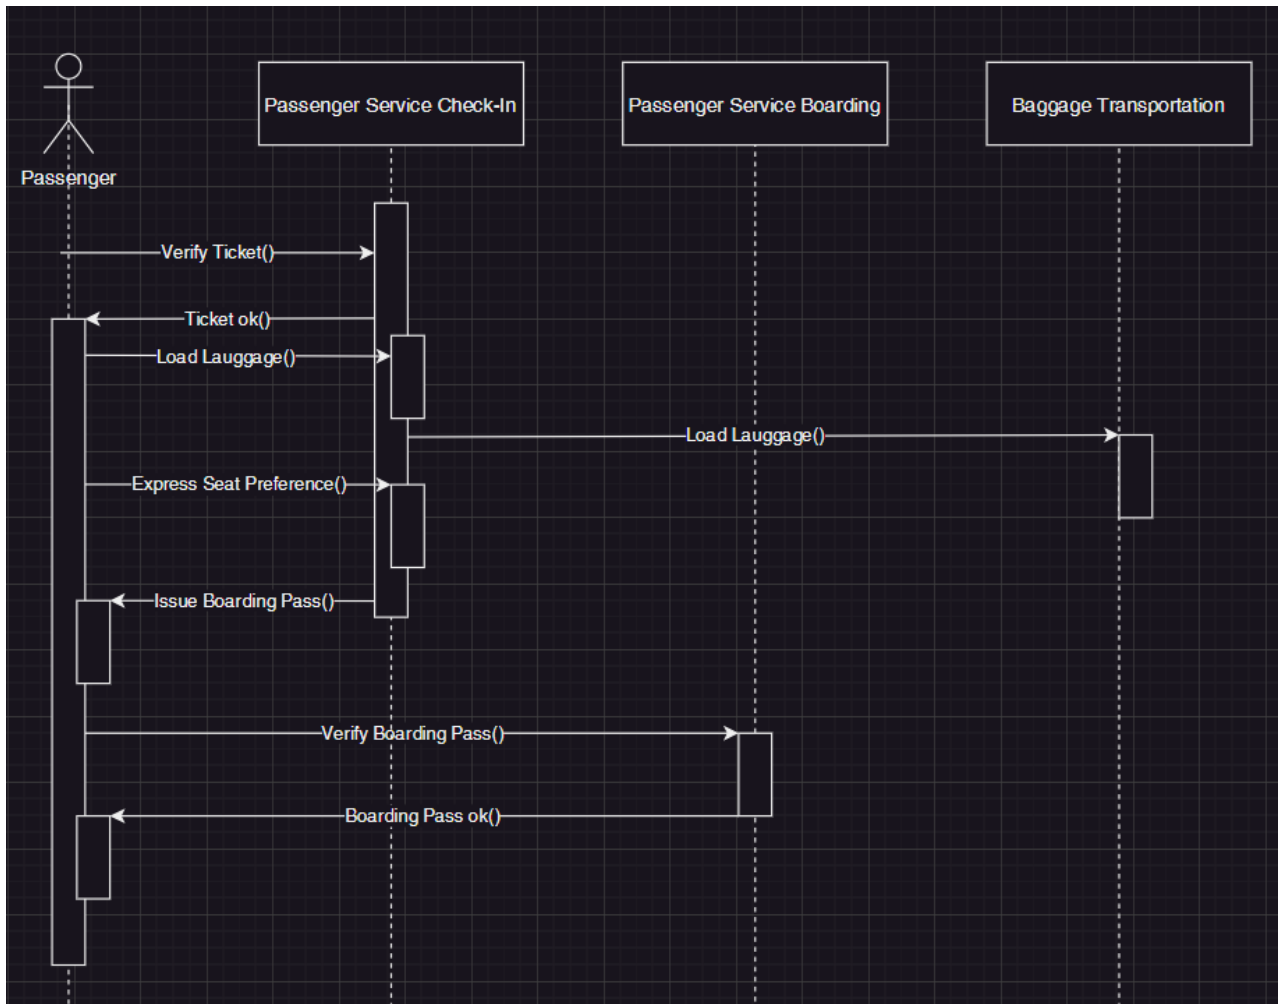 Passenger Service Check-In
Passenger Service Boarding
Baggage Transportation
Passenger
Verify Ticket()
Ticket ok()
Load Lauggage()
Load Lauggage()
Express Seat Preference()
Issue Boarding Pass()
Verify Boarding Pass()
Boarding Pass ok()